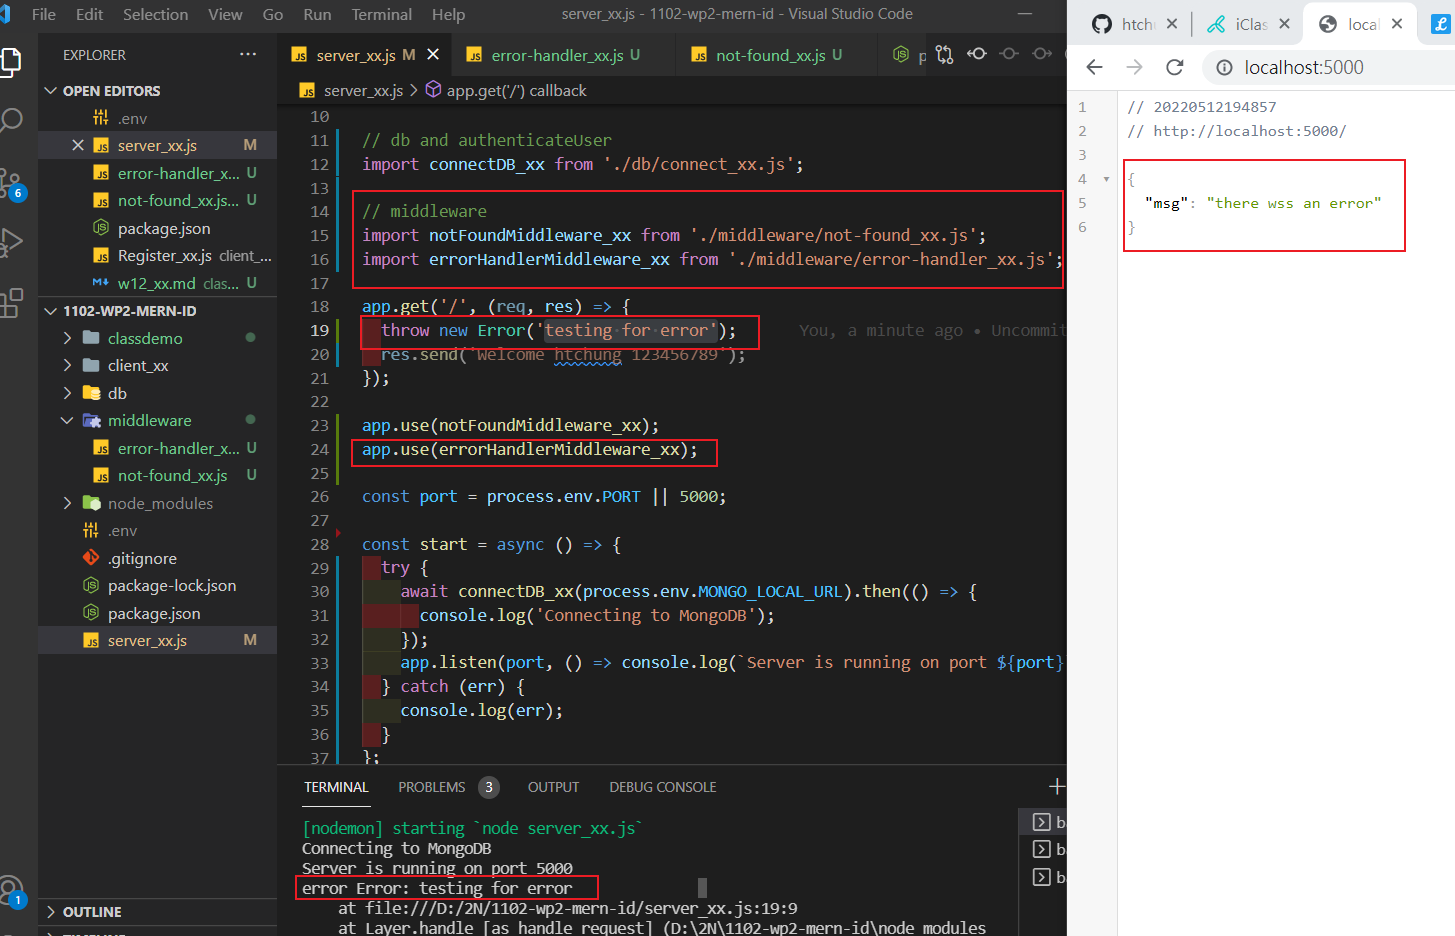 File Edit Selection View Go Run Terminal Help server_xx.js - 1102-wp2-mern-id - Visual Studio Code
EXPLORER ...
OPEN EDITORS
.env
server_xx.js M
error-handler_x... U
not-found_xx.js... U
package.json
Register_xx.js client_...
w12_xx.md clas... U
1102-WP2-MERN-ID
classdemo
client_xx
db
middleware
error-handler_x... U
not-found_xx.js U
node_modules
.env
.gitignore
package-lock.json
package.json
server_xx.js M
OUTLINE
6
1
server_xx.js M error-handler_xx.js U not-found_xx.js U p
server_xx.js > app.get('/') callback
10
11 // db and authenticateUser
12 import connectDB_xx from './db/connect_xx.js';
13
14 // middleware
15 import notFoundMiddleware_xx from './middleware/not-found_xx.js';
16 import errorHandlerMiddleware_xx from './middleware/error-handler_xx.js';
17
18 app.get('/', (req, res) => {
19 throw new Error('testing for error'); You, a minute ago • Uncommit
20 res.send('Welcome htchung 123456789');
21 });
22
23 app.use(notFoundMiddleware_xx);
24 app.use(errorHandlerMiddleware_xx);
25
26 const port = process.env.PORT || 5000;
27
28 const start = async () => {
29 try {
30 await connectDB_xx(process.env.MONGO_LOCAL_URL).then(() => {
31 console.log('Connecting to MongoDB');
32 });
33 app.listen(port, () => console.log(`Server is running on port ${port}
34 } catch (err) {
35 console.log(err);
36 }
37 };
TERMINAL PROBLEMS 3 OUTPUT DEBUG CONSOLE
[nodemon] starting `node server_xx.js`
Connecting to MongoDB
Server is running on port 5000
error Error: testing for error
at file:///D:/2N/1102-wp2-mern-id/server_xx.js:19:9
at Layer.handle [as handle_request] (D:\2N\1102-wp2-mern-id\node_modules
b
b
b
htch iClas loca
localhost:5000
1 // 20220512194857
2 // http://localhost:5000/
3
4 {
5 "msg": "there wss an error"
6 }